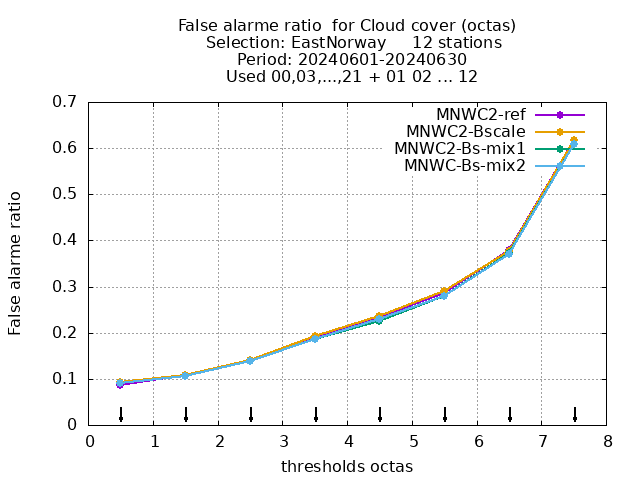 False alarme ratio  for Cloud cover (octas)
Selection: EastNorway     12 stations
Period: 20240601-20240630
Used 00,03,...,21 + 01 02 ... 12
MNWC2-ref
MNWC2-Bscale
MNWC2-Bs-mix1
MNWC-Bs-mix2
False alarme ratio
0.7
0.6
0.5
0.4
0.3
0.2
0.1
0
0 1 2 3 4 5 6 7 8
thresholds octas